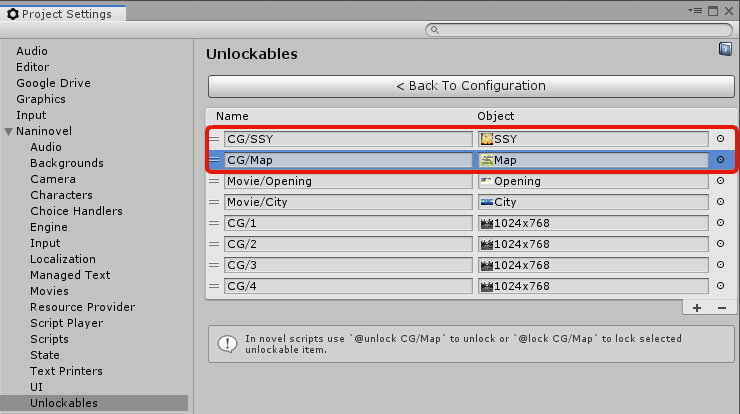 Project Settings
Audio
Editor
Google Drive
Graphics
Input
Naninovel
Audio
Backgrounds
Camera
Characters
Choice Handlers
Engine
Input
Localization
Managed Text
Movies
Resource Provider
Script Player
Scripts
State
Text Printers
UI
Unlockables
Unlockables
< Back To Configuration
Name Object
CG/SSY SSY
CG/Map Map
Movie/Opening Opening
Movie/City City
CG/1 1024x768
CG/2 1024x768
CG/3 1024x768
CG/4 1024x768
In novel scripts use `@unlock CG/Map` to unlock or `@lock CG/Map` to lock selected
unlockable item.